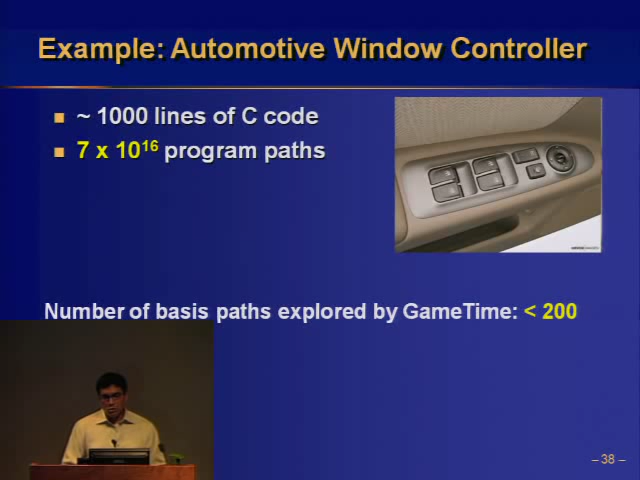 Example: Automotive Window Controller
~ 1000 lines of C code
7 x 10¹⁶ program paths
Number of basis paths explored by GameTime: < 200
– 38 –